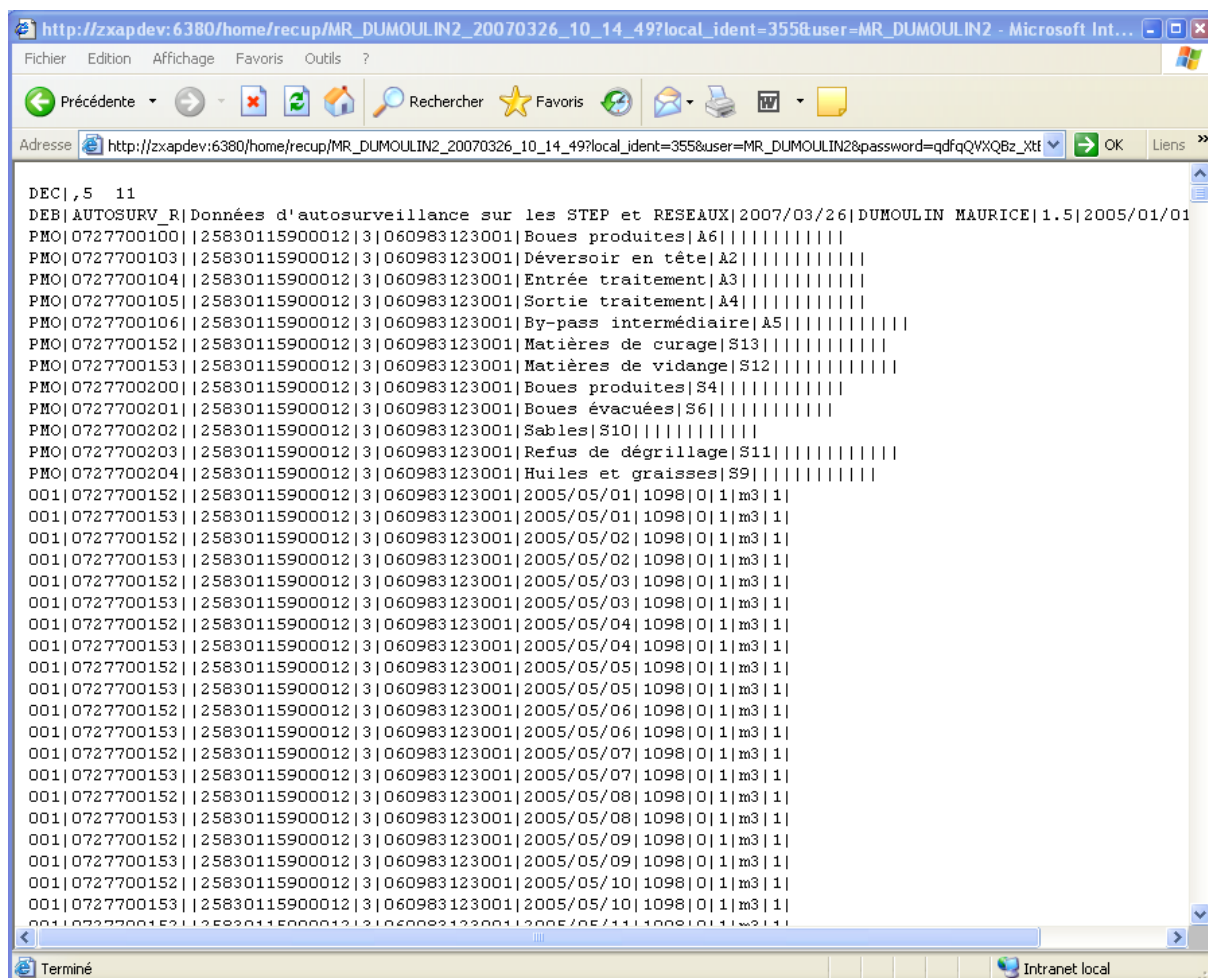 http://zxapdev:6380/home/recup/MR_DUMOULIN2_20070326_10_14_49?local_ident=355&user=MR_DUMOULIN2 - Microsoft Int...
Fichier Edition Affichage Favoris Outils ?
Précédente Rechercher Favoris
Adresse http://zxapdev:6380/home/recup/MR_DUMOULIN2_20070326_10_14_49?local_ident=355&user=MR_DUMOULIN2&password=qdfqQVXQBz_XtE OK Liens »
DEC|,5 11
DEB|AUTOSURV_R|Données d'autosurveillance sur les STEP et RESEAUX|2007/03/26|DUMOULIN MAURICE|1.5|2005/01/01
PMO|0727700100||25830115900012|3|060983123001|Boues produites|A6||||||||||||
PMO|0727700103||25830115900012|3|060983123001|Déversoir en tête|A2||||||||||||
PMO|0727700104||25830115900012|3|060983123001|Entrée traitement|A3||||||||||||
PMO|0727700105||25830115900012|3|060983123001|Sortie traitement|A4||||||||||||
PMO|0727700106||25830115900012|3|060983123001|By-pass intermédiaire|A5||||||||||||
PMO|0727700152||25830115900012|3|060983123001|Matières de curage|S13||||||||||||
PMO|0727700153||25830115900012|3|060983123001|Matières de vidange|S12||||||||||||
PMO|0727700200||25830115900012|3|060983123001|Boues produites|S4||||||||||||
PMO|0727700201||25830115900012|3|060983123001|Boues évacuées|S6||||||||||||
PMO|0727700202||25830115900012|3|060983123001|Sables|S10||||||||||||
PMO|0727700203||25830115900012|3|060983123001|Refus de dégrillage|S11||||||||||||
PMO|0727700204||25830115900012|3|060983123001|Huiles et graisses|S9||||||||||||
001|0727700152||25830115900012|3|060983123001|2005/05/01|1098|0|1|m3|1|
001|0727700153||25830115900012|3|060983123001|2005/05/01|1098|0|1|m3|1|
001|0727700152||25830115900012|3|060983123001|2005/05/02|1098|0|1|m3|1|
001|0727700153||25830115900012|3|060983123001|2005/05/02|1098|0|1|m3|1|
001|0727700152||25830115900012|3|060983123001|2005/05/03|1098|0|1|m3|1|
001|0727700153||25830115900012|3|060983123001|2005/05/03|1098|0|1|m3|1|
001|0727700152||25830115900012|3|060983123001|2005/05/04|1098|0|1|m3|1|
001|0727700153||25830115900012|3|060983123001|2005/05/04|1098|0|1|m3|1|
001|0727700152||25830115900012|3|060983123001|2005/05/05|1098|0|1|m3|1|
001|0727700153||25830115900012|3|060983123001|2005/05/05|1098|0|1|m3|1|
001|0727700152||25830115900012|3|060983123001|2005/05/06|1098|0|1|m3|1|
001|0727700153||25830115900012|3|060983123001|2005/05/06|1098|0|1|m3|1|
001|0727700152||25830115900012|3|060983123001|2005/05/07|1098|0|1|m3|1|
001|0727700153||25830115900012|3|060983123001|2005/05/07|1098|0|1|m3|1|
001|0727700152||25830115900012|3|060983123001|2005/05/08|1098|0|1|m3|1|
001|0727700153||25830115900012|3|060983123001|2005/05/08|1098|0|1|m3|1|
001|0727700152||25830115900012|3|060983123001|2005/05/09|1098|0|1|m3|1|
001|0727700153||25830115900012|3|060983123001|2005/05/09|1098|0|1|m3|1|
001|0727700152||25830115900012|3|060983123001|2005/05/10|1098|0|1|m3|1|
001|0727700153||25830115900012|3|060983123001|2005/05/10|1098|0|1|m3|1|
001|0727700152||25830115900012|3|060983123001|2005/05/11|1098|0|1|m3|1|
Terminé Intranet local